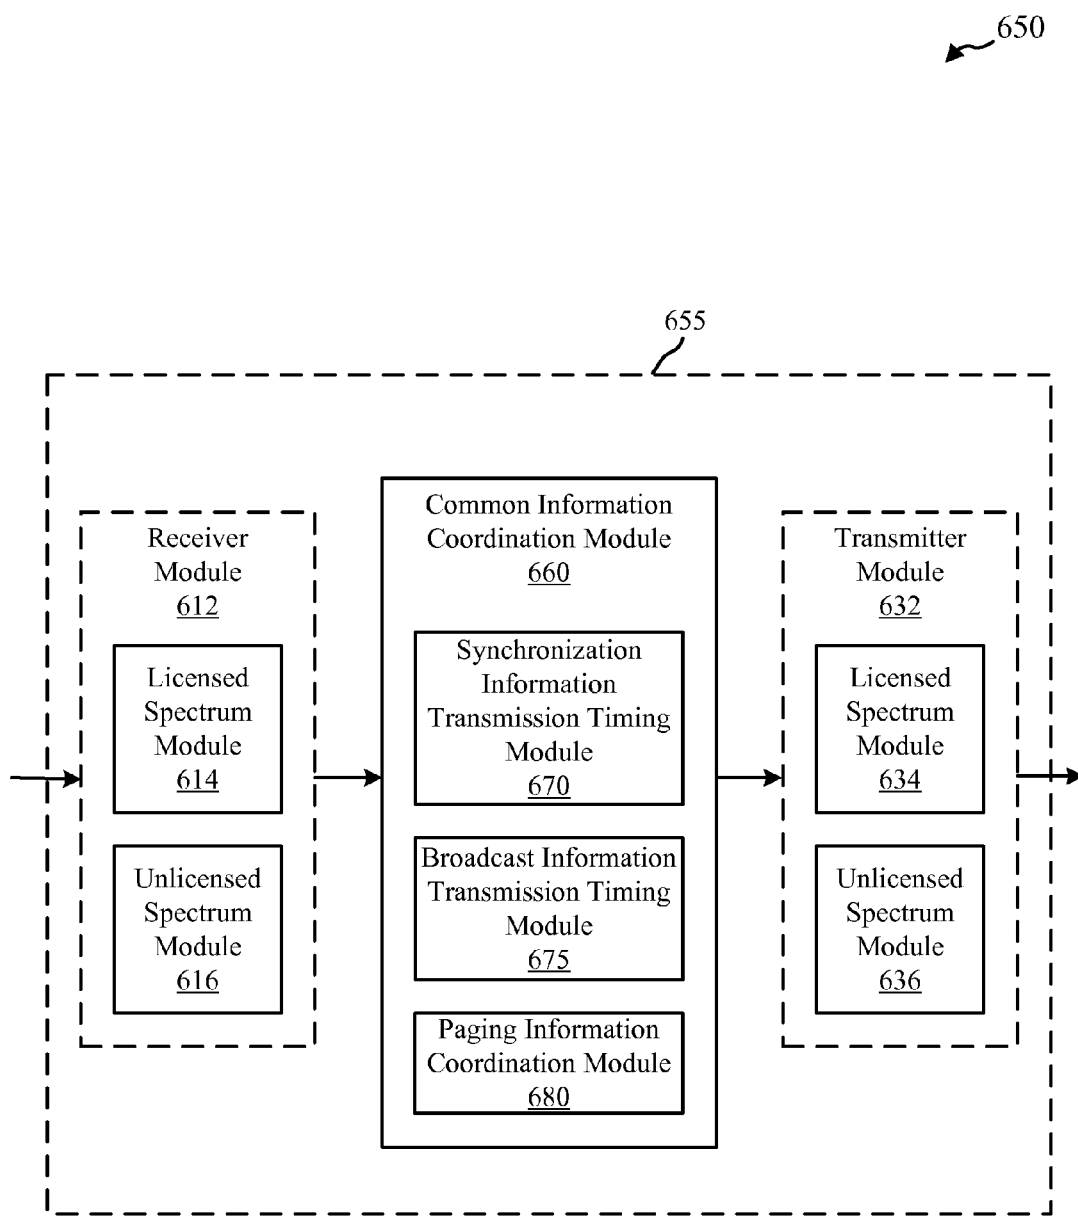 650
655
Receiver
Module
612
Licensed
Spectrum
Module
614
Unlicensed
Spectrum
Module
616
Common Information
Coordination Module
660
Synchronization
Information
Transmission Timing
Module
670
Broadcast Information
Transmission Timing
Module
675
Paging Information
Coordination Module
680
Transmitter
Module
632
Licensed
Spectrum
Module
634
Unlicensed
Spectrum
Module
636